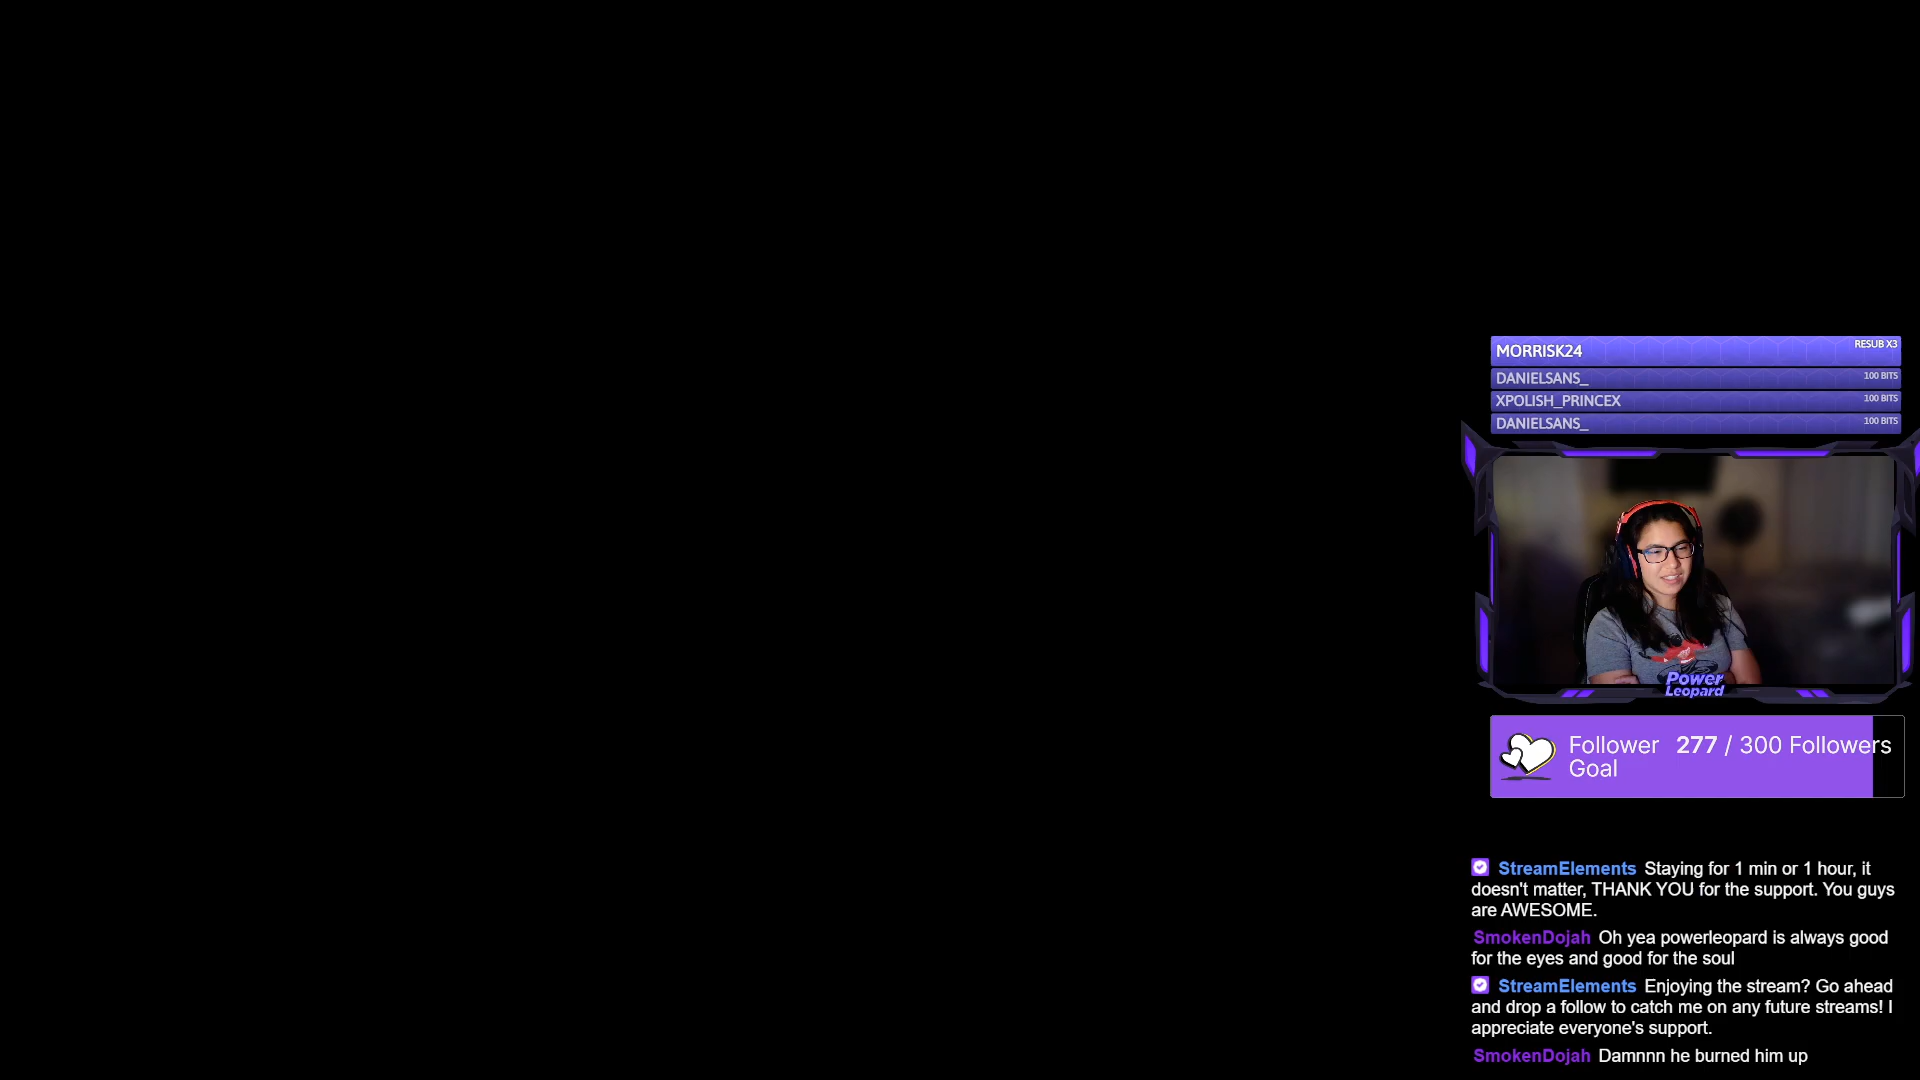 MORRISK24 RESUB X3
DANIELSANS_ 100 BITS
XPOLISH_PRINCEX 100 BITS
DANIELSANS_ 100 BITS
Power
Leopard
Follower 277 / 300 Followers
Goal
StreamElements Staying for 1 min or 1 hour, it
doesn't matter, THANK YOU for the support. You guys
are AWESOME.
SmokenDojah Oh yea powerleopard is always good
for the eyes and good for the soul
StreamElements Enjoying the stream? Go ahead
and drop a follow to catch me on any future streams! I
appreciate everyone's support.
SmokenDojah Damnnn he burned him up